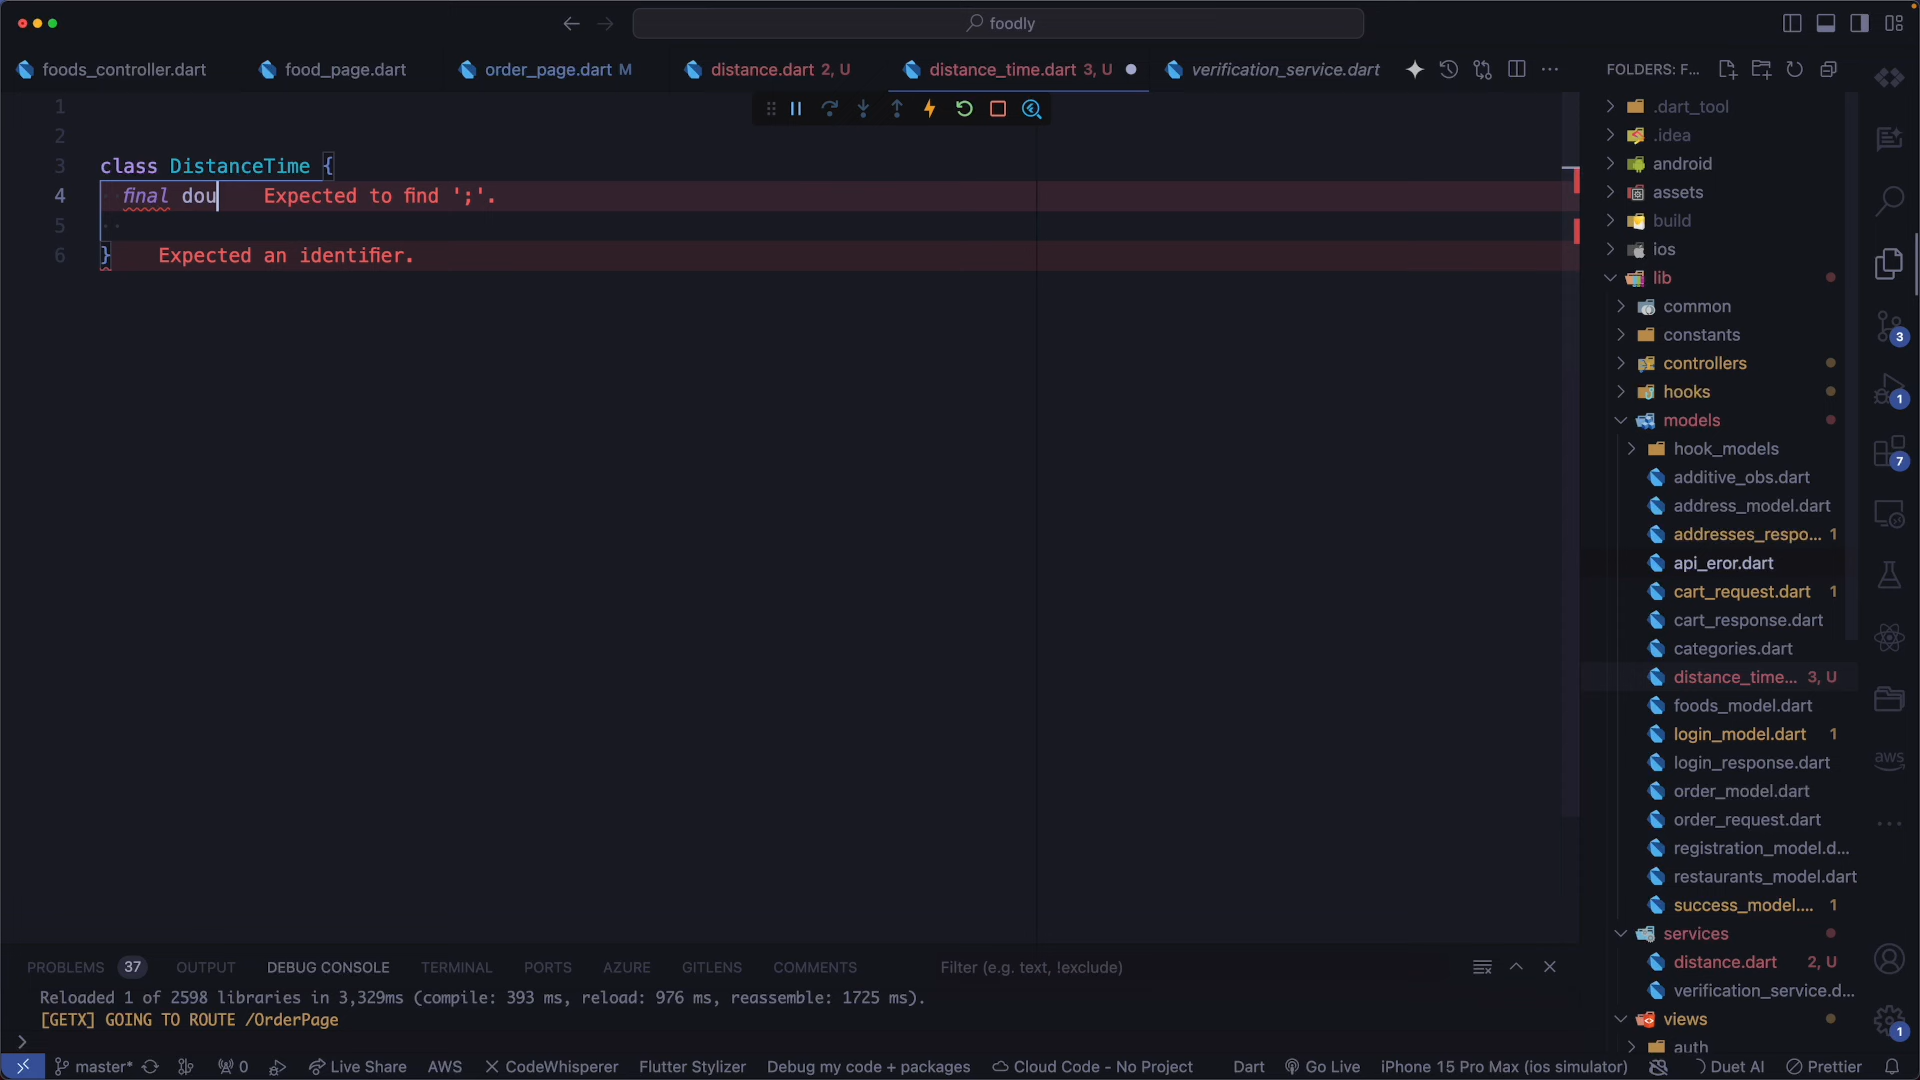 foodly
foods_controller.dart
food_page.dart
order_page.dart M
distance.dart 2, U
distance_time.dart 3, U
verification_service.dart
FOLDERS: F...
1
2
3 class DistanceTime {
4 final dou Expected to find ';'.
5
6 } Expected an identifier.
.dart_tool
.idea
android
assets
build
ios
lib
common
constants
controllers
hooks
models
hook_models
additive_obs.dart
address_model.dart
addresses_respo... 1
api_eror.dart
cart_request.dart 1
cart_response.dart
categories.dart
distance_time... 3, U
foods_model.dart
login_model.dart 1
login_response.dart
order_model.dart
order_request.dart
registration_model.d...
restaurants_model.dart
success_model.... 1
services
distance.dart 2, U
verification_service.d...
views
auth
3
1
7
aws
1
PROBLEMS 37 OUTPUT DEBUG CONSOLE TERMINAL PORTS AZURE GITLENS COMMENTS Filter (e.g. text, !exclude)
Reloaded 1 of 2598 libraries in 3,329ms (compile: 393 ms, reload: 976 ms, reassemble: 1725 ms).
[GETX] GOING TO ROUTE /OrderPage
master* 0 Live Share AWS CodeWhisperer Flutter Stylizer Debug my code + packages Cloud Code - No Project Dart Go Live iPhone 15 Pro Max (ios simulator) Duet AI Prettier